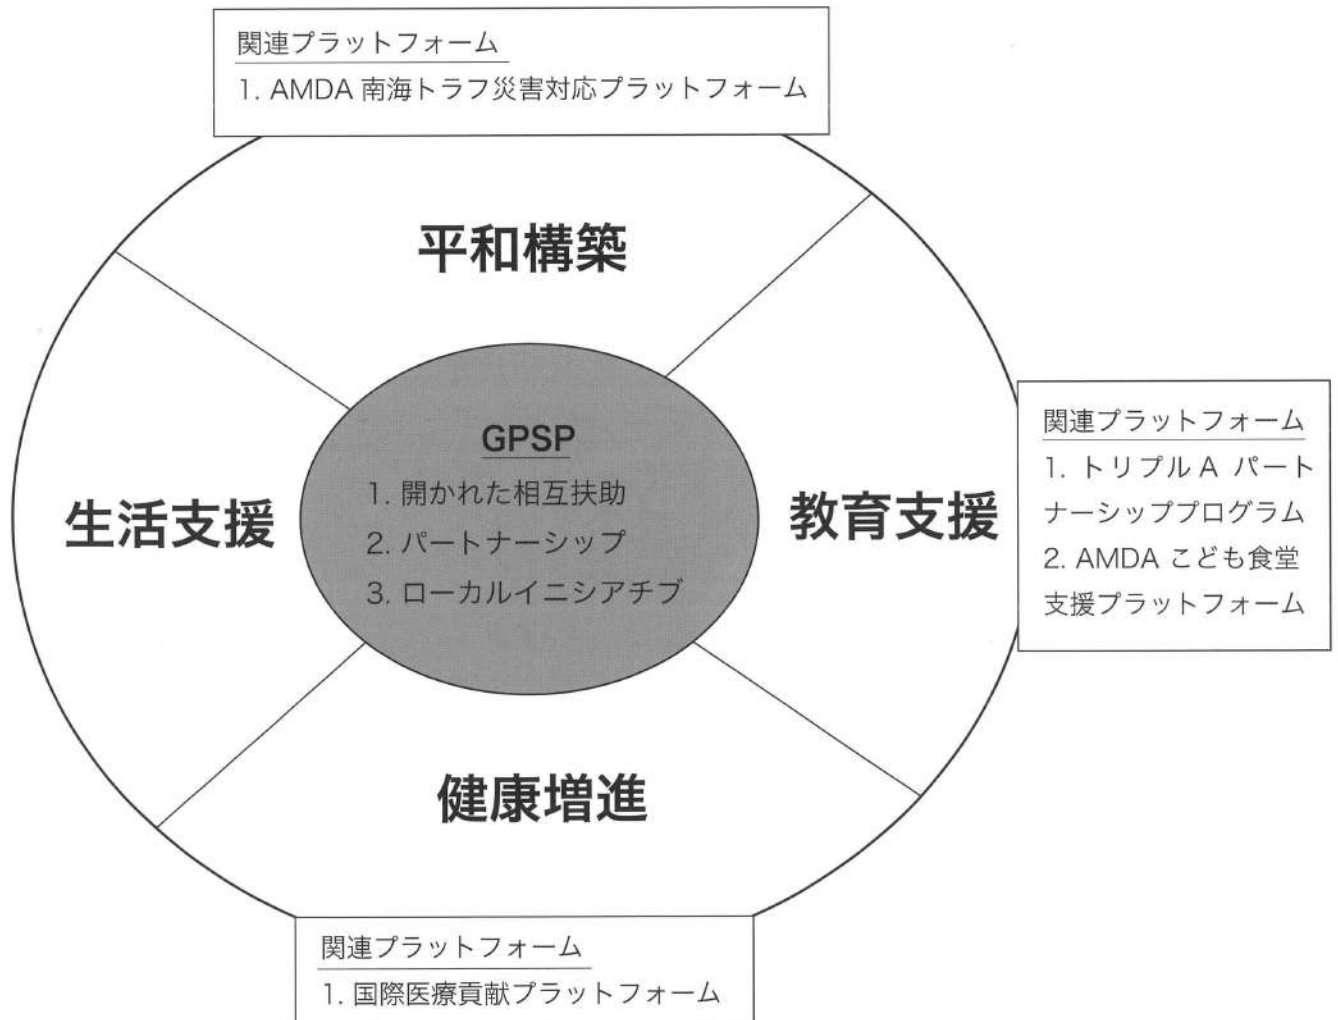 関連プラットフォーム
1. AMDA 南海トラフ災害対応プラットフォーム
平和構築
GPSP
1. 開かれた相互扶助
2. パートナーシップ
3. ローカルイニシアチブ
生活支援
教育支援
関連プラットフォーム
1. トリプル A パート
ナーシッププログラム
2. AMDA こども食堂
支援プラットフォーム
健康増進
関連プラットフォーム
1. 国際医療貢献プラットフォーム